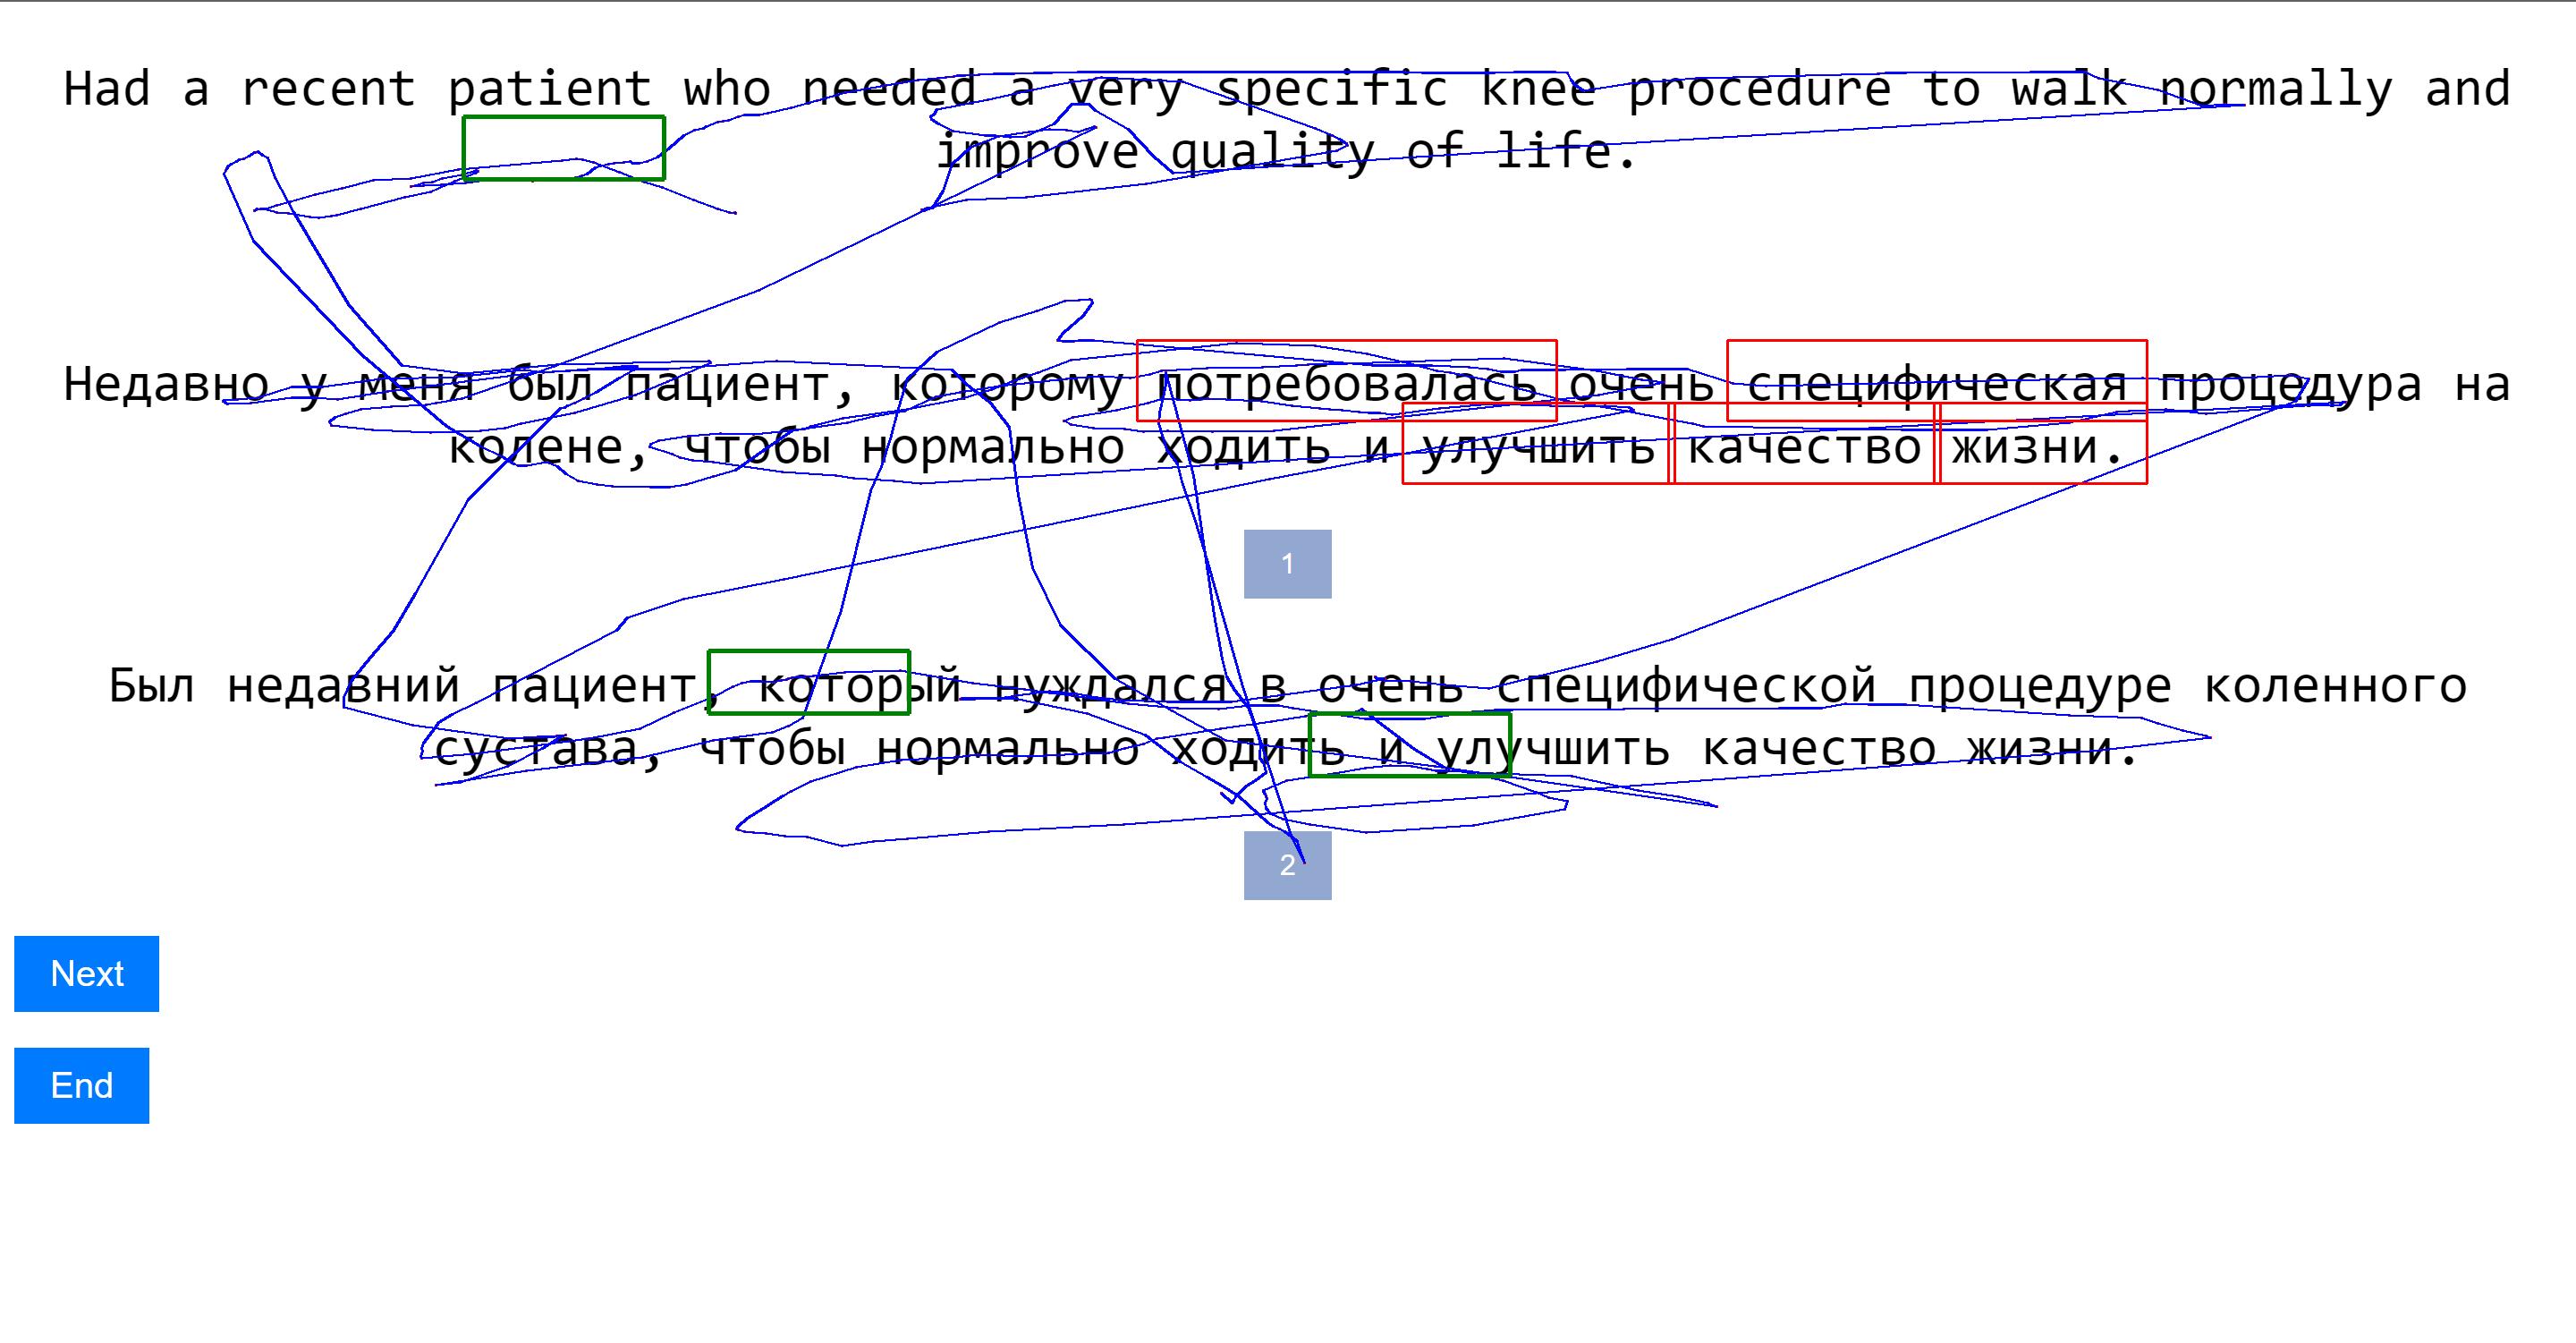 Had a recent patient who needed a very specific knee procedure to walk normally and
improve quality of life.
Недавно у меня был пациент, которому потребовалась очень специфическая процедура на
колене, чтобы нормально ходить и улучшить качество жизни.
1
Был недавний пациент, который нуждался в очень специфической процедуре коленного
сустава, чтобы нормально ходить и улучшить качество жизни.
2
Next
End